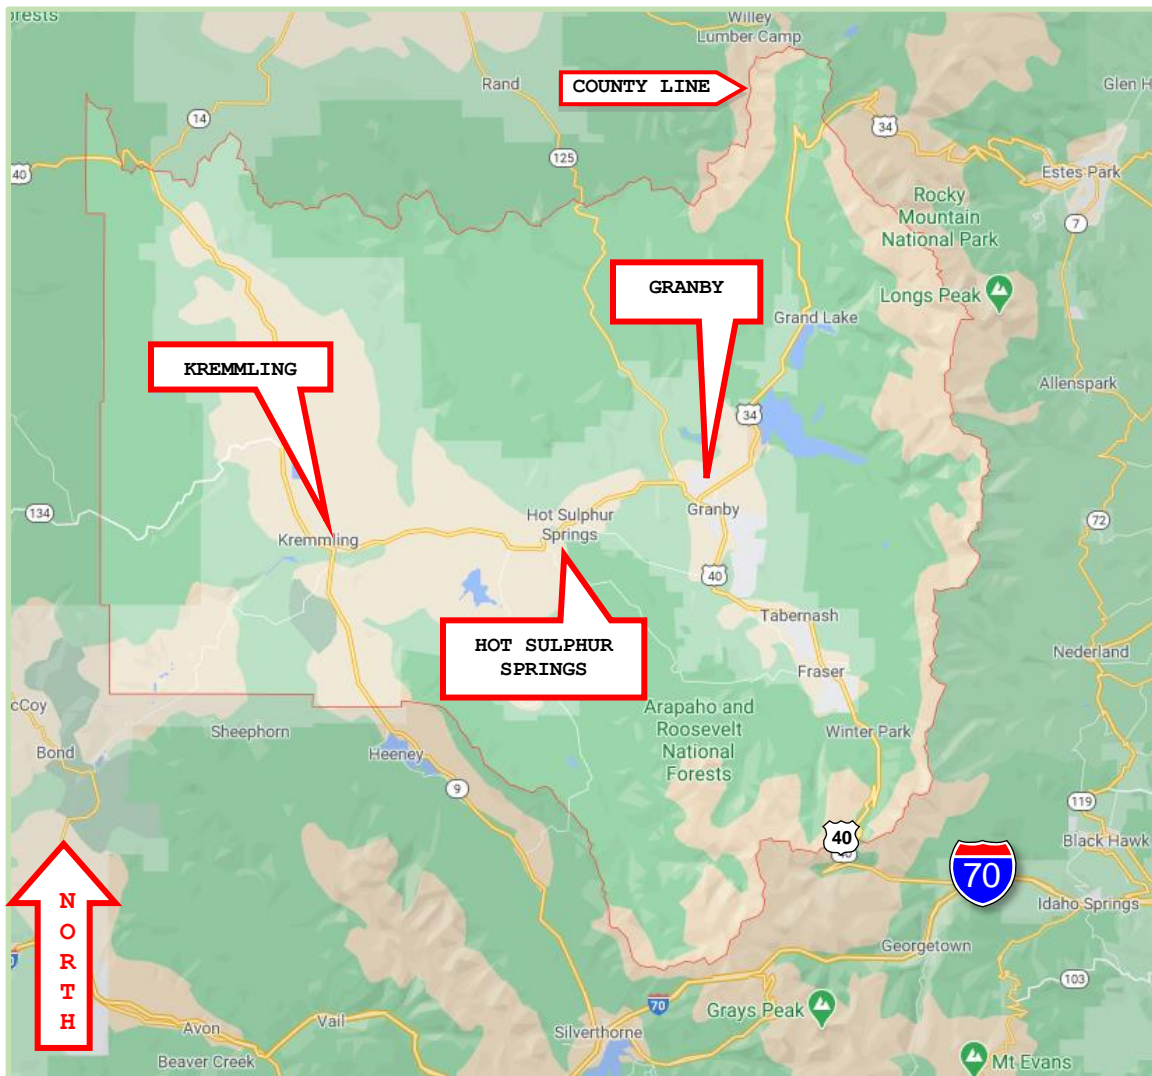 orests
Willey
Lumber Camp
COUNTY LINE
Rand
Glen H
14
34
125
40
Estes Park
Rocky
Mountain
National Park
7
GRANBY
Longs Peak
Grand Lake
KREMMLING
Allenspark
34
Hot Sulphur
Springs
Granby
134
Kremmling
72
40
Tabernash
HOT SULPHUR
SPRINGS
Nederland
Fraser
cCoy
Arapaho and
Roosevelt
National
Forests
Sheephorn
Winter Park
Bond
Heeney
9
119
40
Black Hawk
70
NORTH
Idaho Springs
Georgetown
103
70
Grays Peak
Avon
Vail
Silverthorne
Beaver Creek
Mt Evans